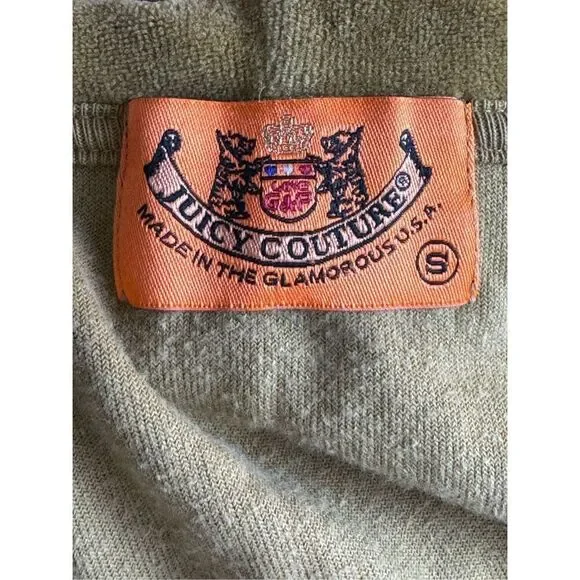 JUICY COUTURE®
MADE IN THE GLAMOROUS U.S.A.
S